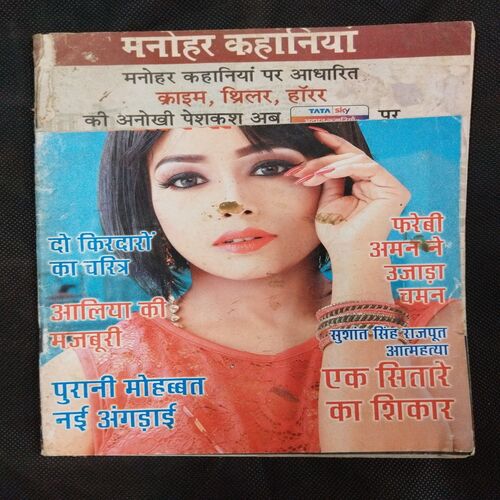 मनोहर कहानियां
मनोहर कहानियां पर आधारित
क्राइम, थ्रिलर, हॉरर
की अनोखी पेशकश अब TATA sky पर
दो किरदारों
का चरित्र
आलिया की
मजबूरी
पुरानी मोहब्बत
नई अंगड़ाई
फरेबी
अमन ने
उजाड़ा
चमन
सुशांत सिंह राजपूत
आत्महत्या
एक सितारे
का शिकार